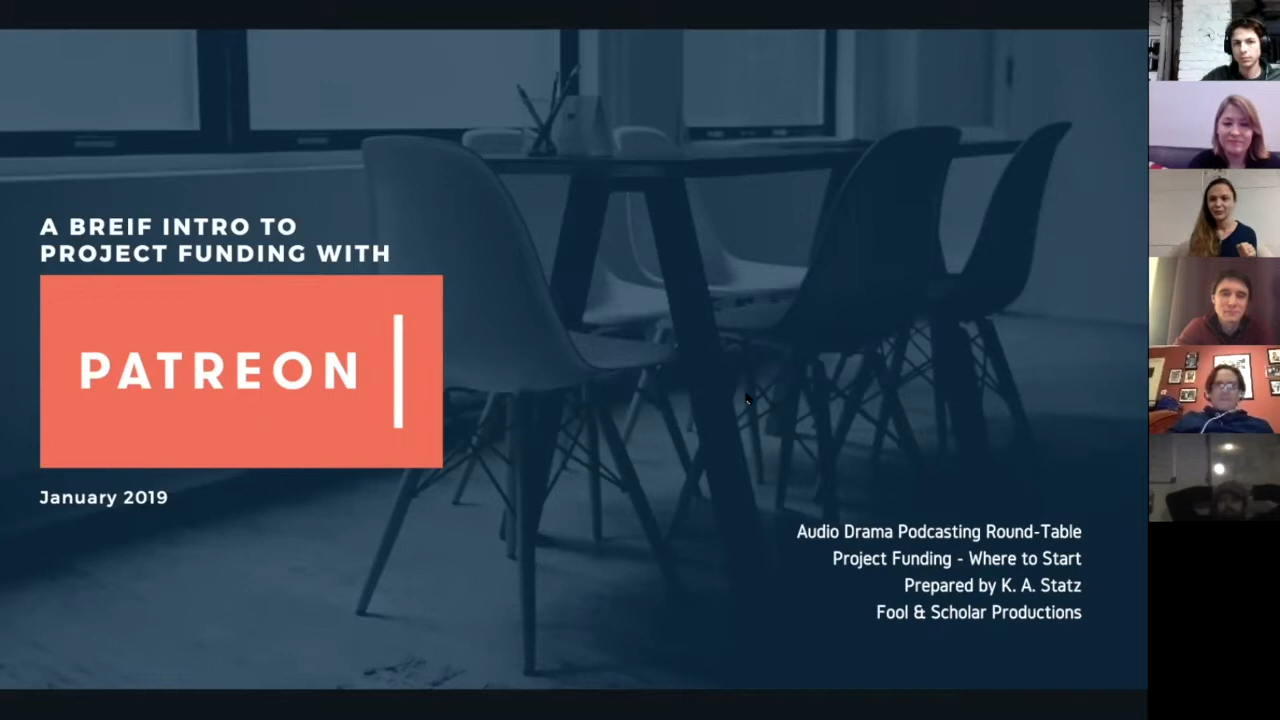 A BREIF INTRO TO
PROJECT FUNDING WITH
PATREON
January 2019
Audio Drama Podcasting Round-Table
Project Funding - Where to Start
Prepared by K. A. Statz
Fool & Scholar Productions